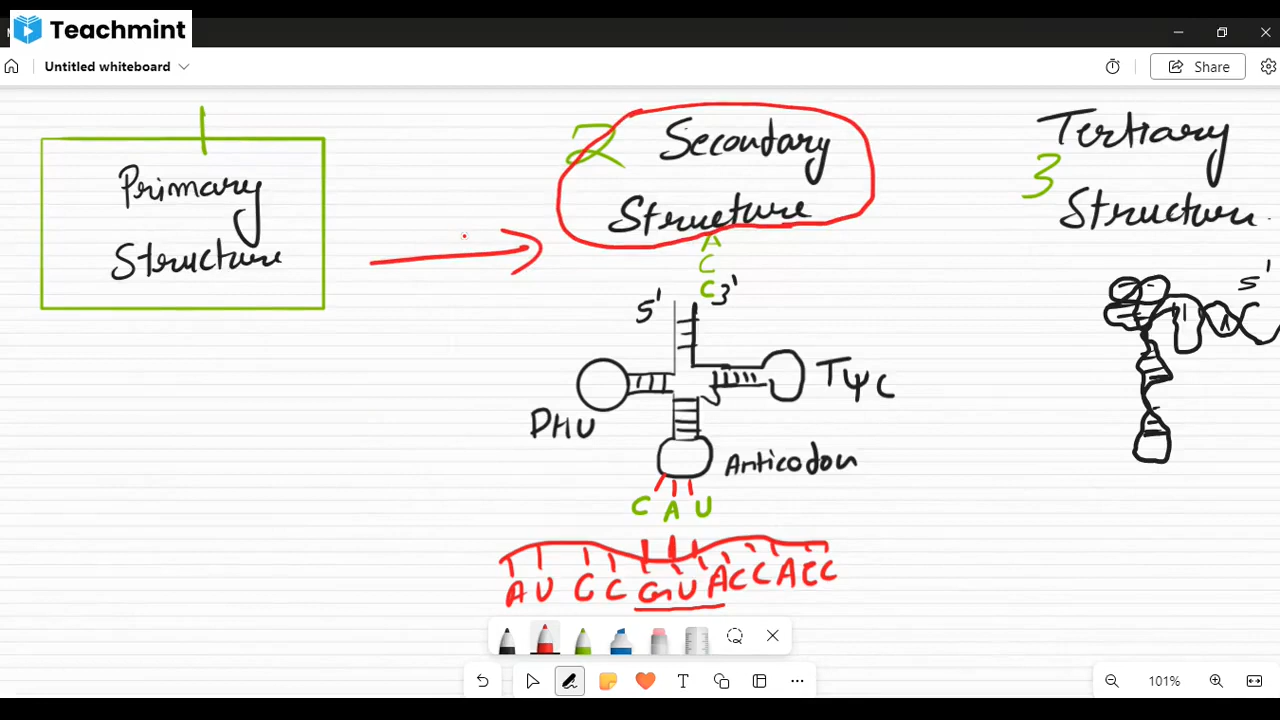 Teachmint
Untitled whiteboard
Share
Primary
Structure
2
Secondary
Structure
Tertiary
3
Structure
A
C
C
5'
3'
5'
DHU
TΨC
Anticodon
C A U
A U C C G U A C C A C C
101%